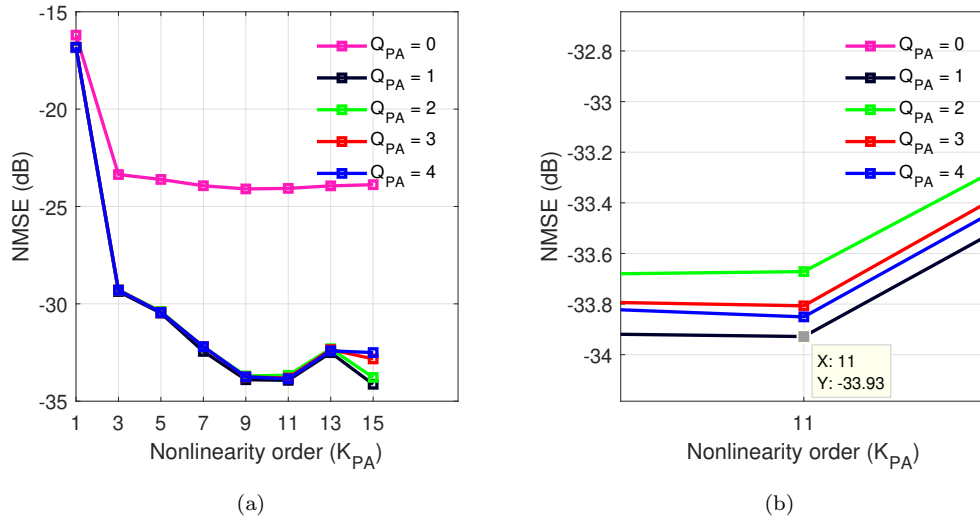 -15
-20
-25
-30
-35
NMSE (dB)
1 3 5 7 9 11 13 15
Nonlinearity order (K_PA)
Q_PA = 0
Q_PA = 1
Q_PA = 2
Q_PA = 3
Q_PA = 4
(a)
-32.8
-33
-33.2
-33.4
-33.6
-33.8
-34
NMSE (dB)
11
Nonlinearity order (K_PA)
Q_PA = 0
Q_PA = 1
Q_PA = 2
Q_PA = 3
Q_PA = 4
X: 11
Y: -33.93
(b)